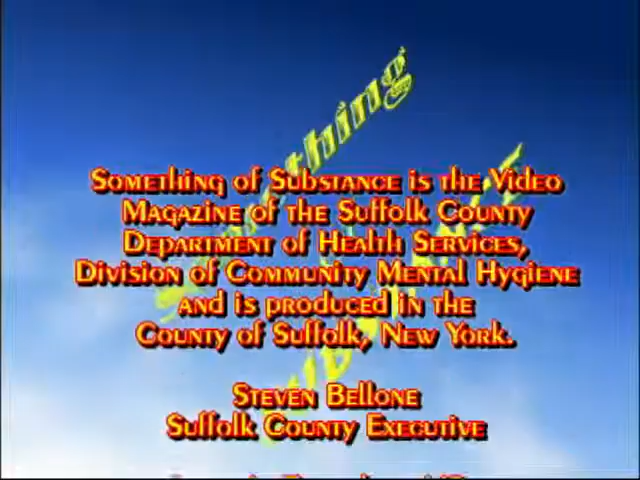 Something of Substance is the Video
Magazine of the Suffolk County
Department of Health Services,
Division of Community Mental Hygiene
and is produced in the
County of Suffolk, New York.
Steven Bellone
Suffolk County Executive